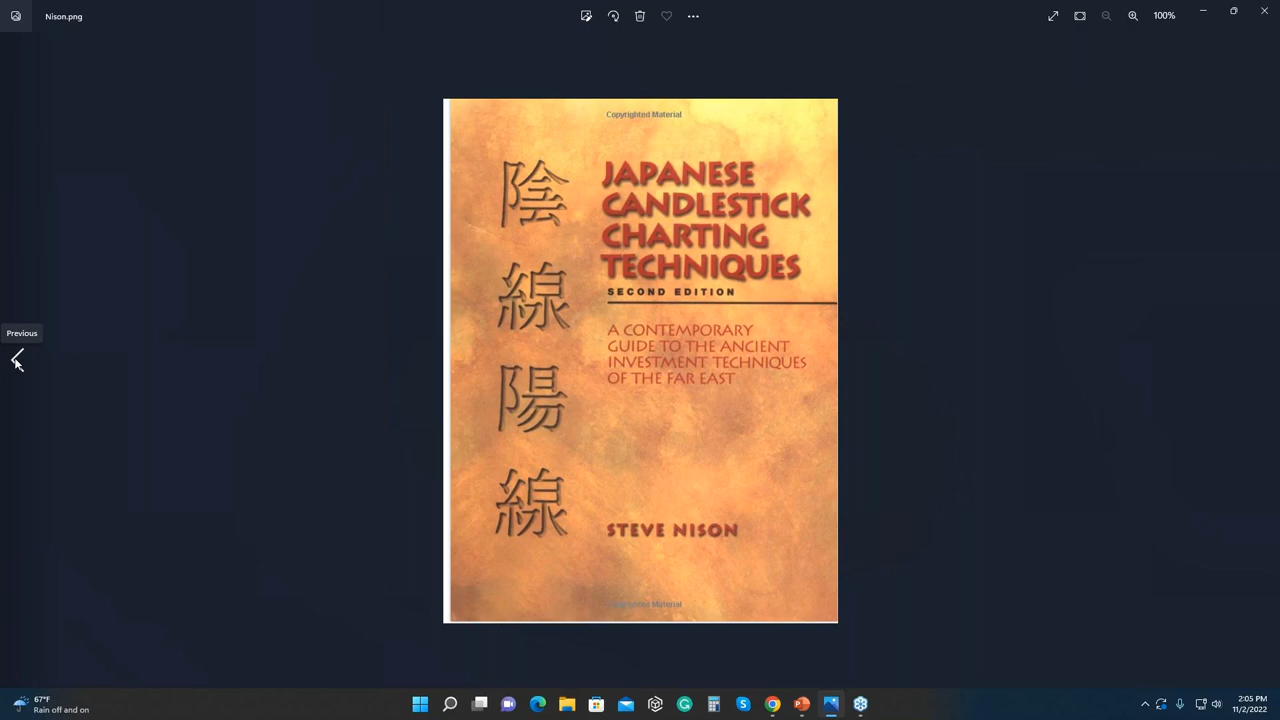 Nison.png
100%
Previous
Copyrighted Material
陰
線
陽
線
JAPANESE
CANDLESTICK
CHARTING
TECHNIQUES
SECOND EDITION
A CONTEMPORARY
GUIDE TO THE ANCIENT
INVESTMENT TECHNIQUES
OF THE FAR EAST
STEVE NISON
Copyrighted Material
67°F
Rain off and on
2:05 PM
11/2/2022